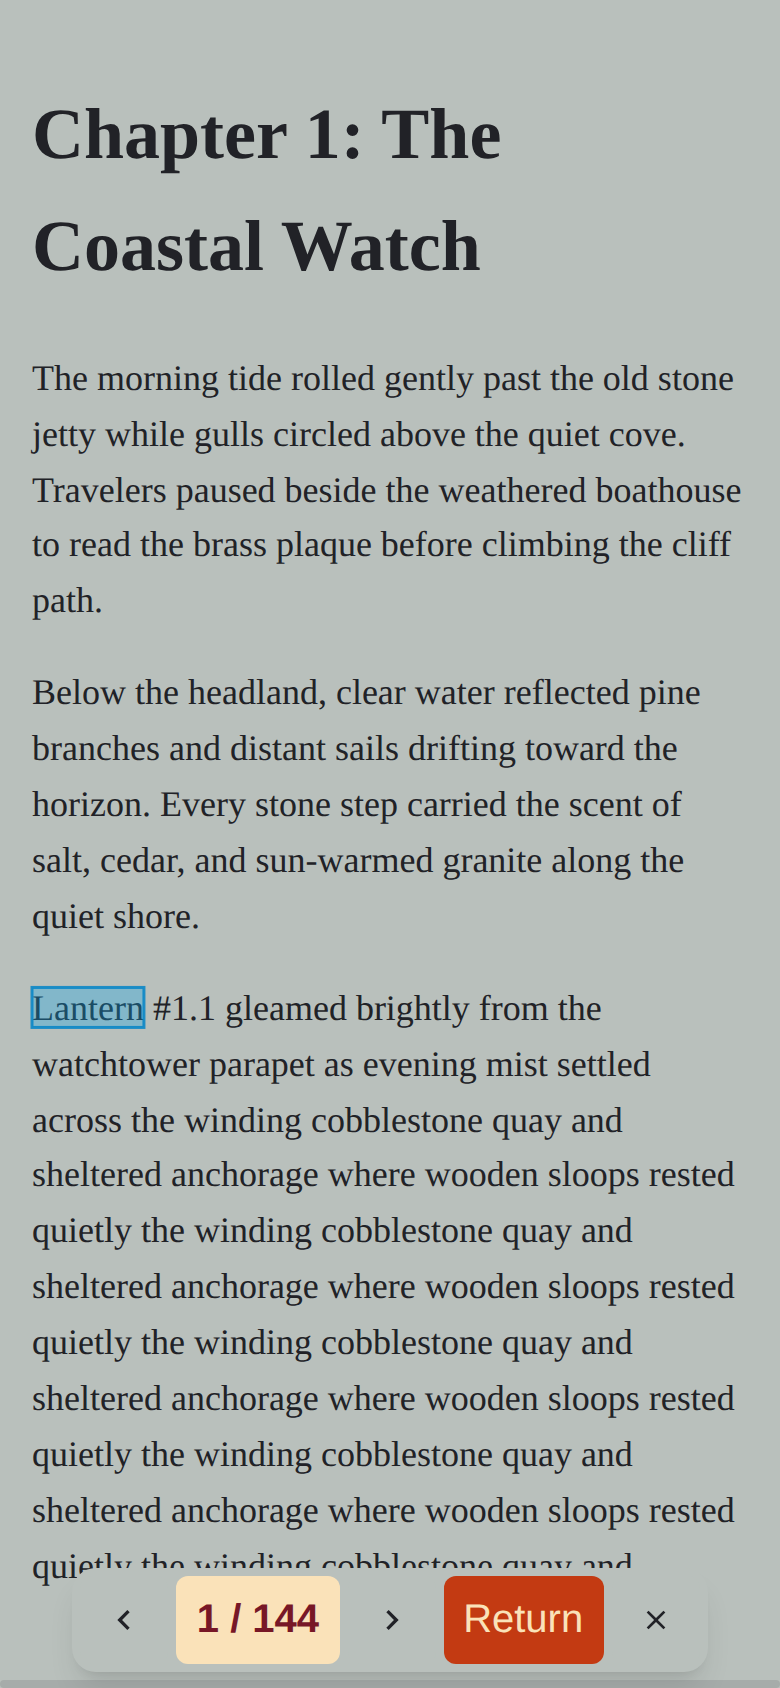 Chapter 1: The
Coastal Watch
The morning tide rolled gently past the old stone
jetty while gulls circled above the quiet cove.
Travelers paused beside the weathered boathouse
to read the brass plaque before climbing the cliff
path.
Below the headland, clear water reflected pine
branches and distant sails drifting toward the
horizon. Every stone step carried the scent of
salt, cedar, and sun-warmed granite along the
quiet shore.
Lantern #1.1 gleamed brightly from the
watchtower parapet as evening mist settled
across the winding cobblestone quay and
sheltered anchorage where wooden sloops rested
quietly the winding cobblestone quay and
sheltered anchorage where wooden sloops rested
quietly the winding cobblestone quay and
sheltered anchorage where wooden sloops rested
quietly the winding cobblestone quay and
sheltered anchorage where wooden sloops rested
quietly the winding cobblestone quay and
1 / 144
Return